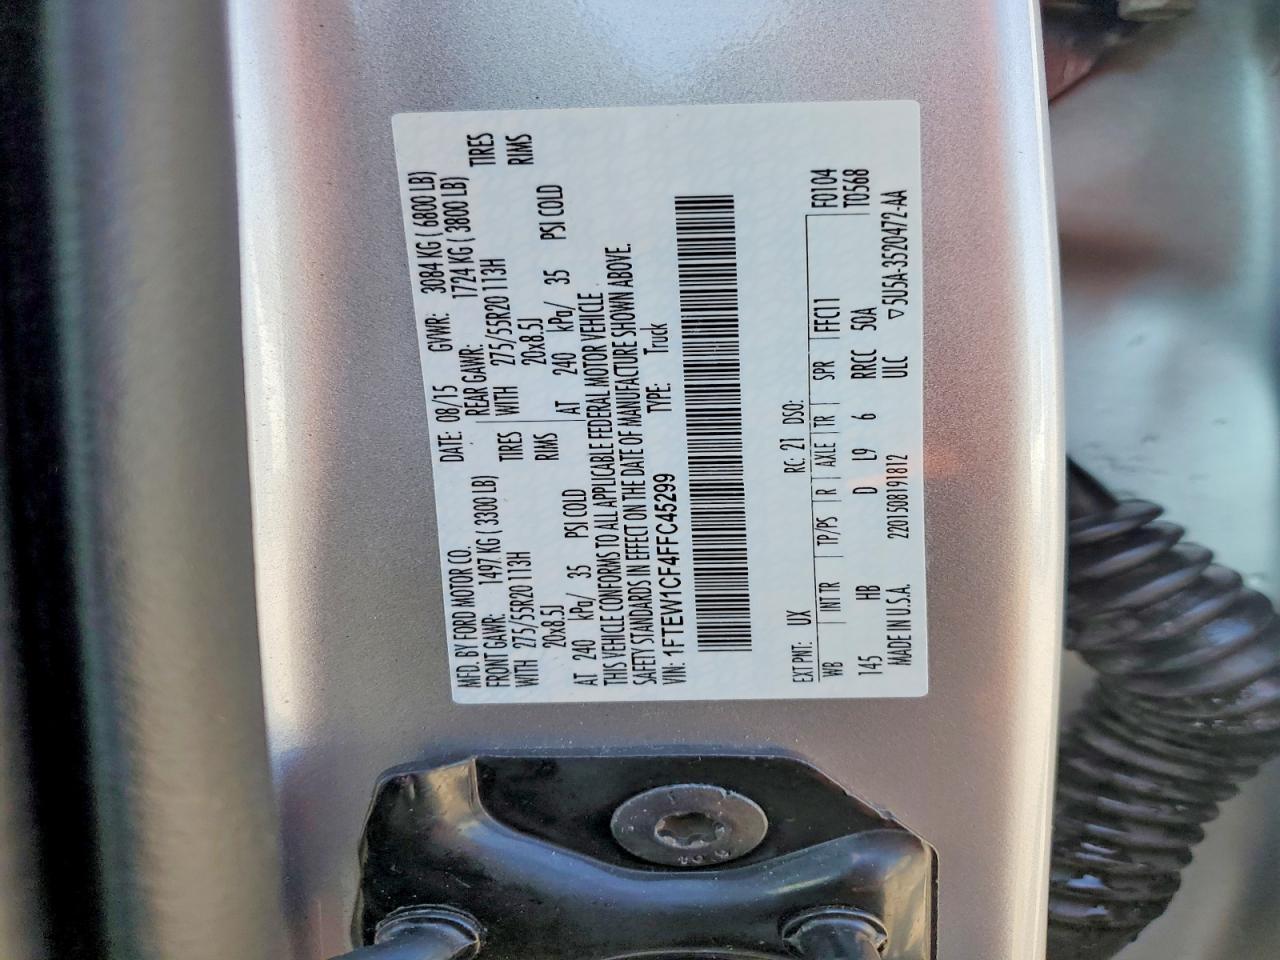 MFD. BY FORD MOTOR CO. DATE: 08/15 GVWR: 3084 KG ( 6800 LB)
FRONT GAWR: 1497 KG ( 3300 LB) REAR GAWR: 1724 KG ( 3800 LB)
WITH 275/55R20 113H TIRES WITH 275/55R20 113H TIRES
20x8.5J RIMS 20x8.5J RIMS
AT 240 kPa/ 35 PSI COLD AT 240 kPa/ 35 PSI COLD
THIS VEHICLE CONFORMS TO ALL APPLICABLE FEDERAL MOTOR VEHICLE
SAFETY STANDARDS IN EFFECT ON THE DATE OF MANUFACTURE SHOWN ABOVE.
VIN: 1FTEW1CF4FFC45299 TYPE: Truck
EXT PNT: UX RC: 21 DSO: F0104
WB INT TR TP/PS R AXLE TR SPR FFC11 T0568
145 HB D L9 6 RRCC 50A
MADE IN U.S.A. 220150819​1812 ULC ▽5U5A-3520472-AA